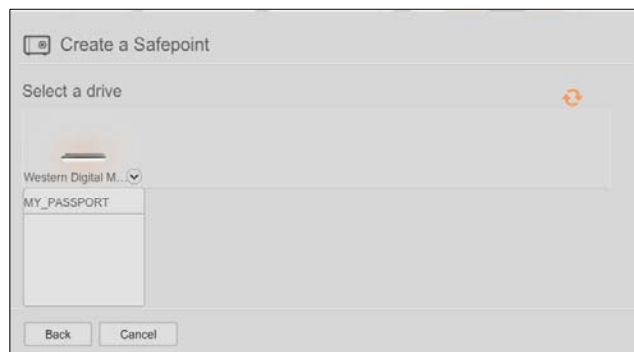 Create a Safepoint
Select a drive
Western Digital M...
MY_PASSPORT
Back
Cancel